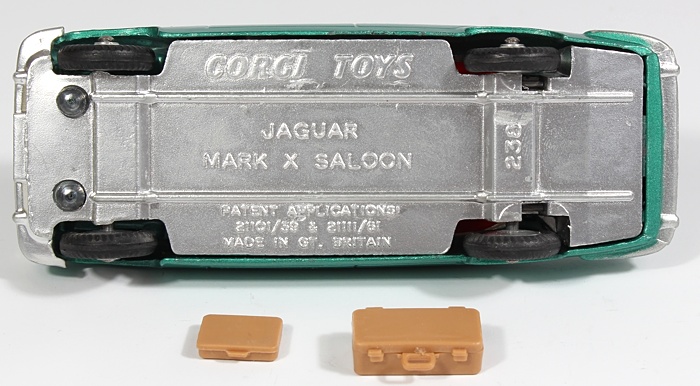 CORGI TOYS
JAGUAR
MARK X SALOON
238
PATENT APPLICATIONS
21101/59 & 21111/61
MADE IN GT. BRITAIN